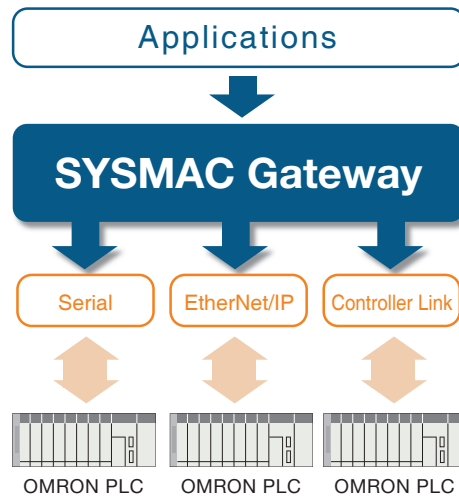 Applications
SYSMAC Gateway
Serial
EtherNet/IP
Controller Link
OMRON PLC
OMRON PLC
OMRON PLC